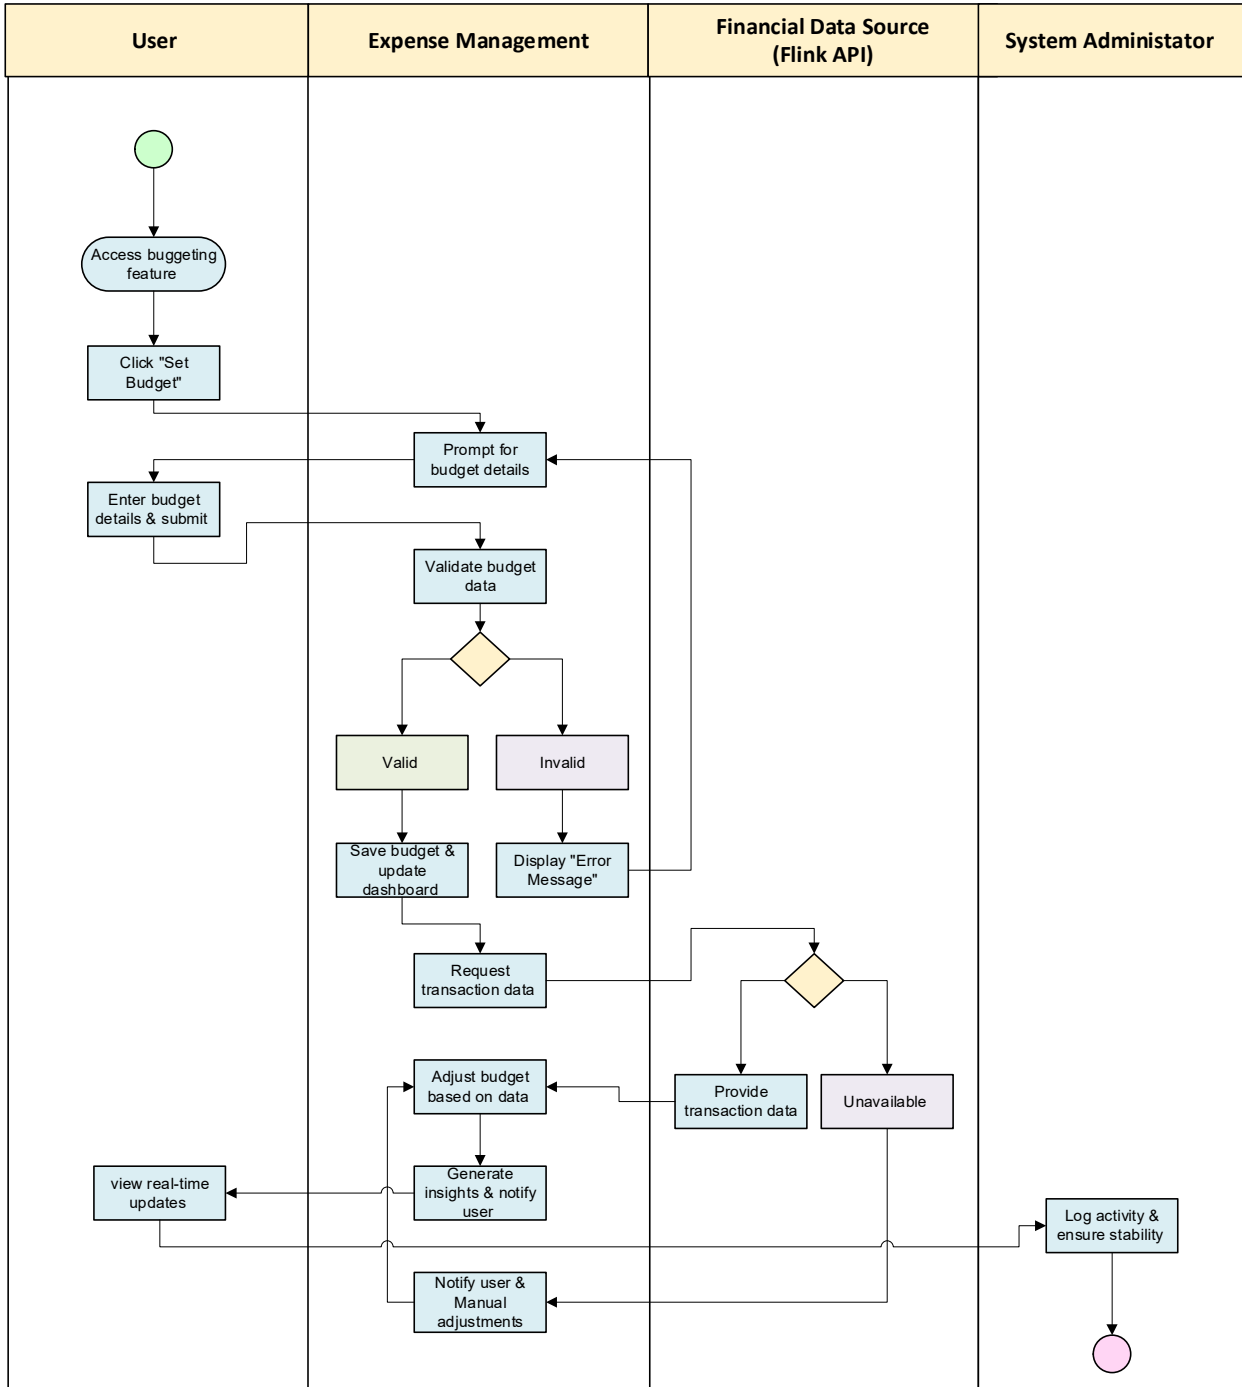 User
Expense Management
Financial Data Source
(Flink API)
System Administator
Access buggeting
feature
Click "Set
Budget"
Prompt for
budget details
Enter budget
details & submit
Validate budget
data
Valid
Invalid
Save budget &
update
dashboard
Display "Error
Message"
Request
transaction data
Adjust budget
based on data
Provide
transaction data
Unavailable
view real-time
updates
Generate
insights & notify
user
Log activity &
ensure stability
Notify user &
Manual
adjustments